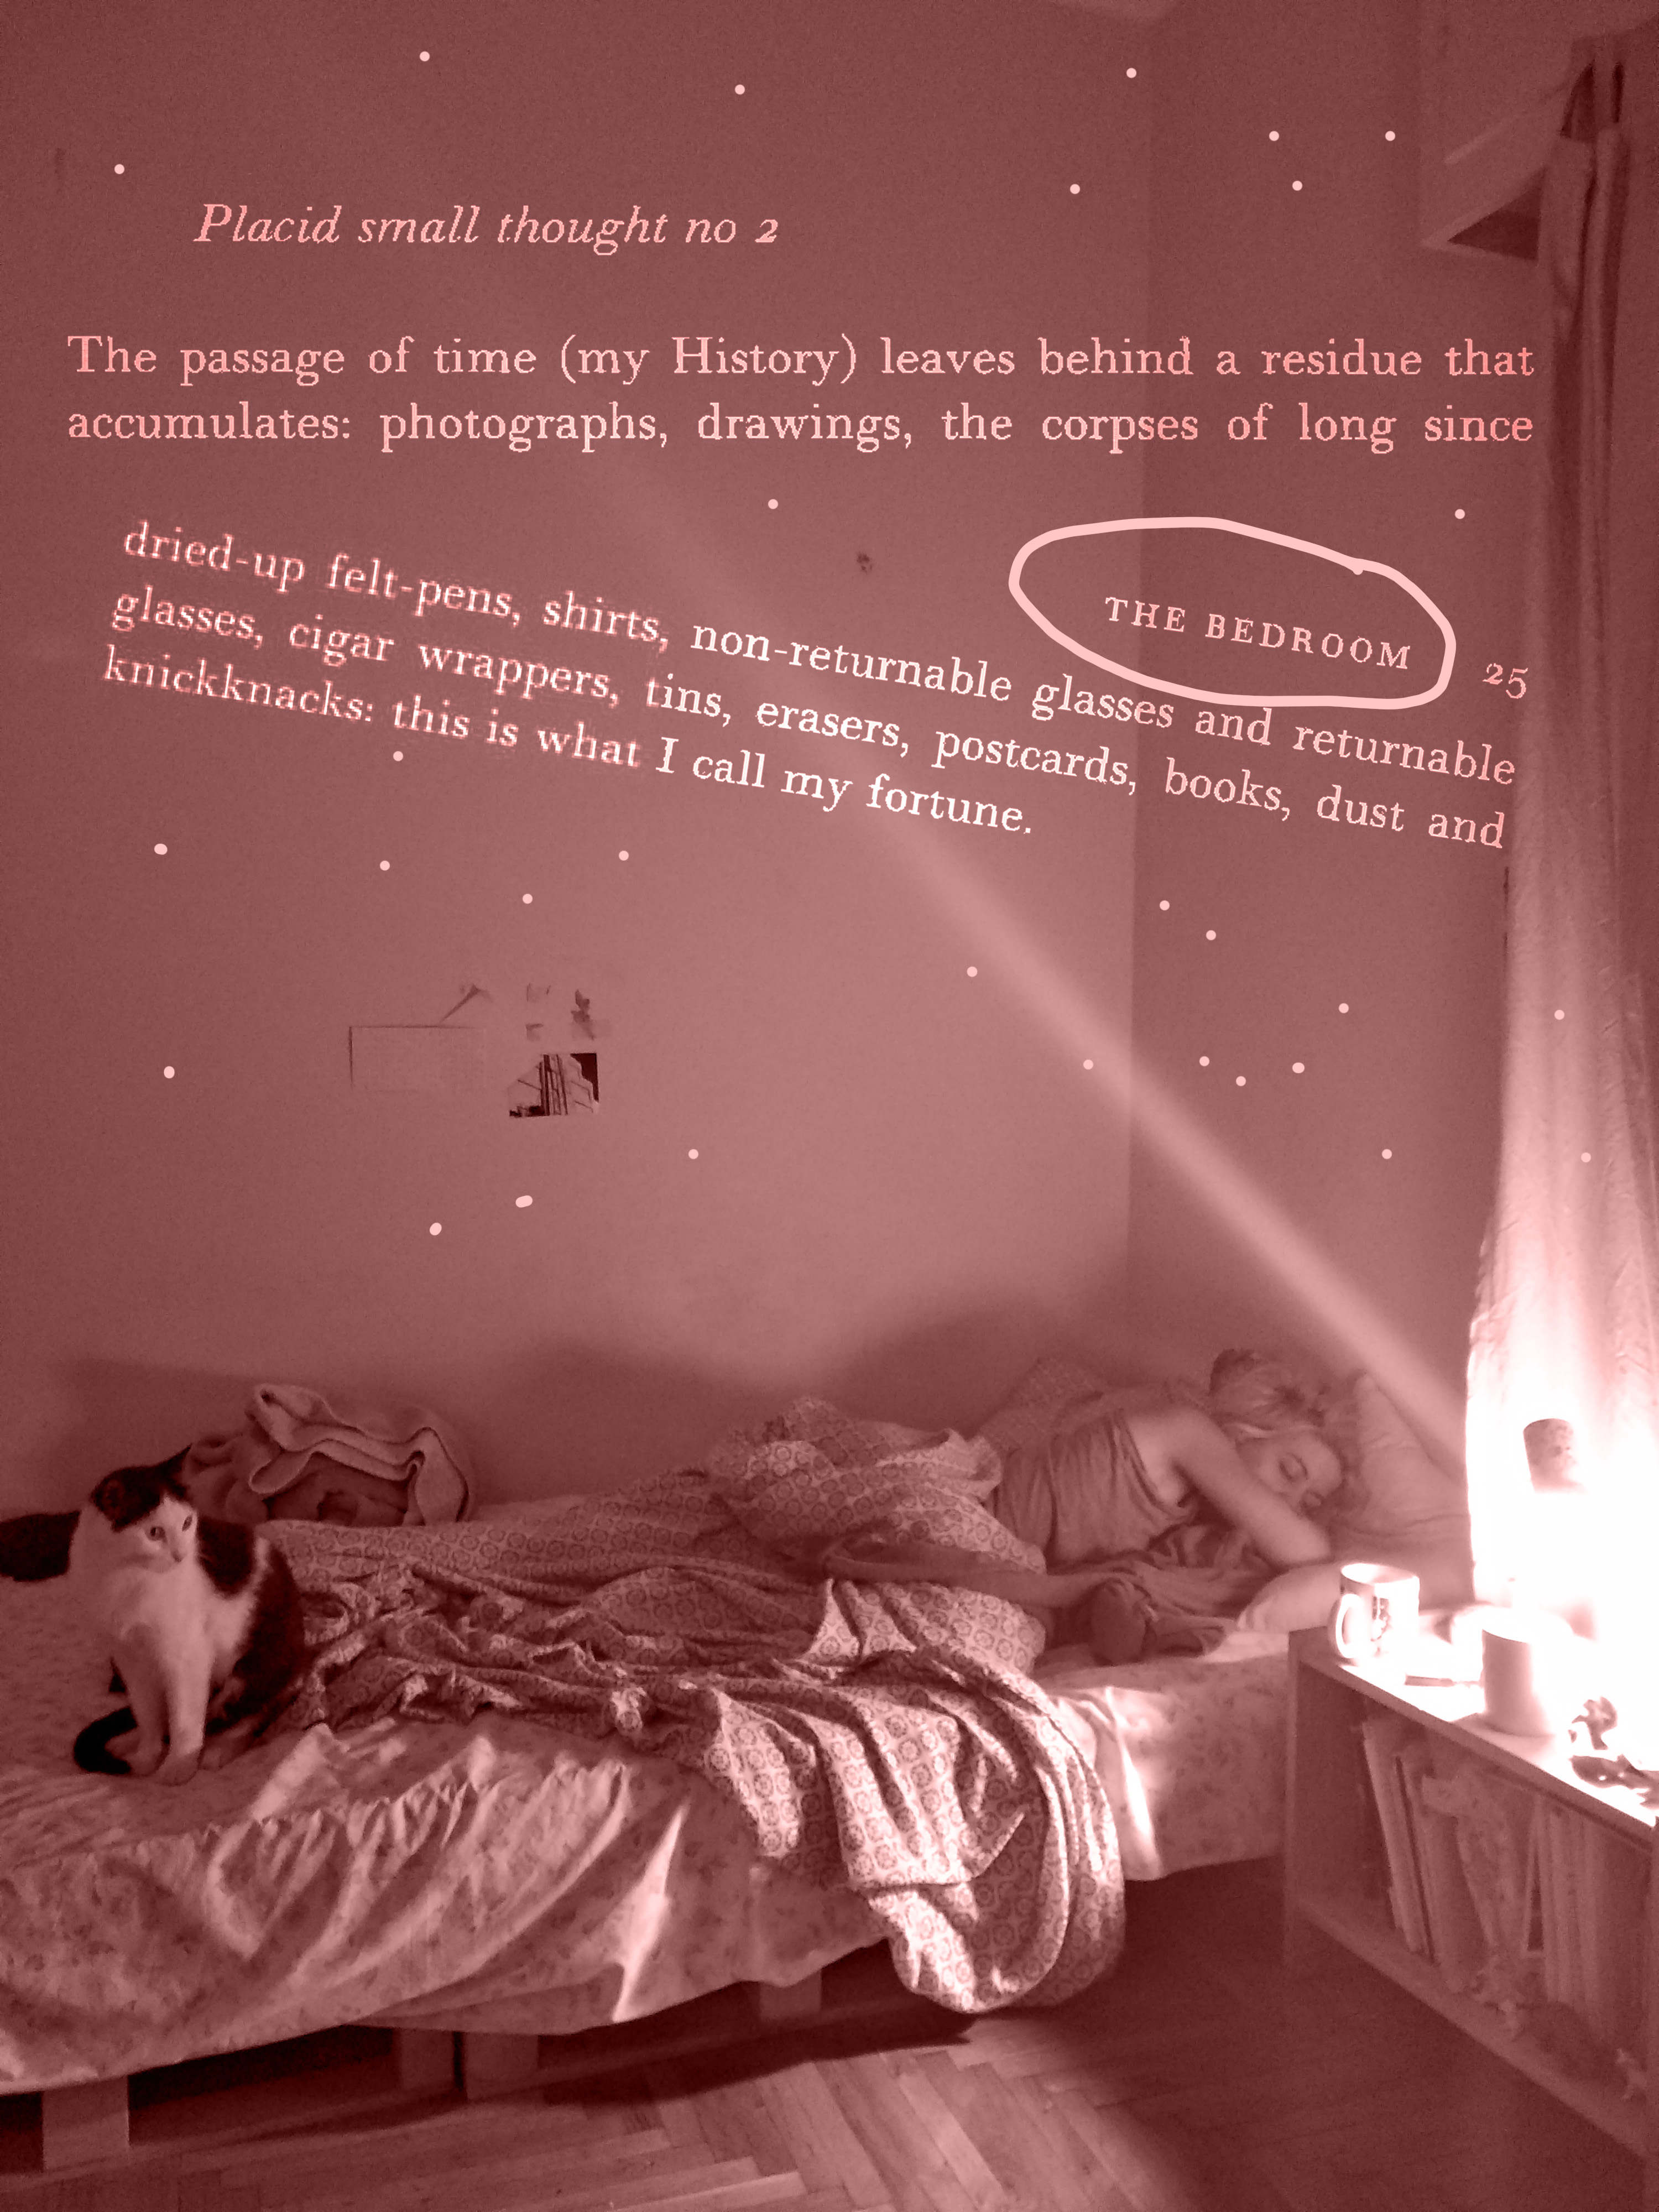 Placid small thought no 2
The passage of time (my History) leaves behind a residue that
accumulates: photographs, drawings, the corpses of long since
THE BEDROOM 25
dried-up felt-pens, shirts, non-returnable glasses and returnable
glasses, cigar wrappers, tins, erasers, postcards, books, dust and
knickknacks: this is what I call my fortune.